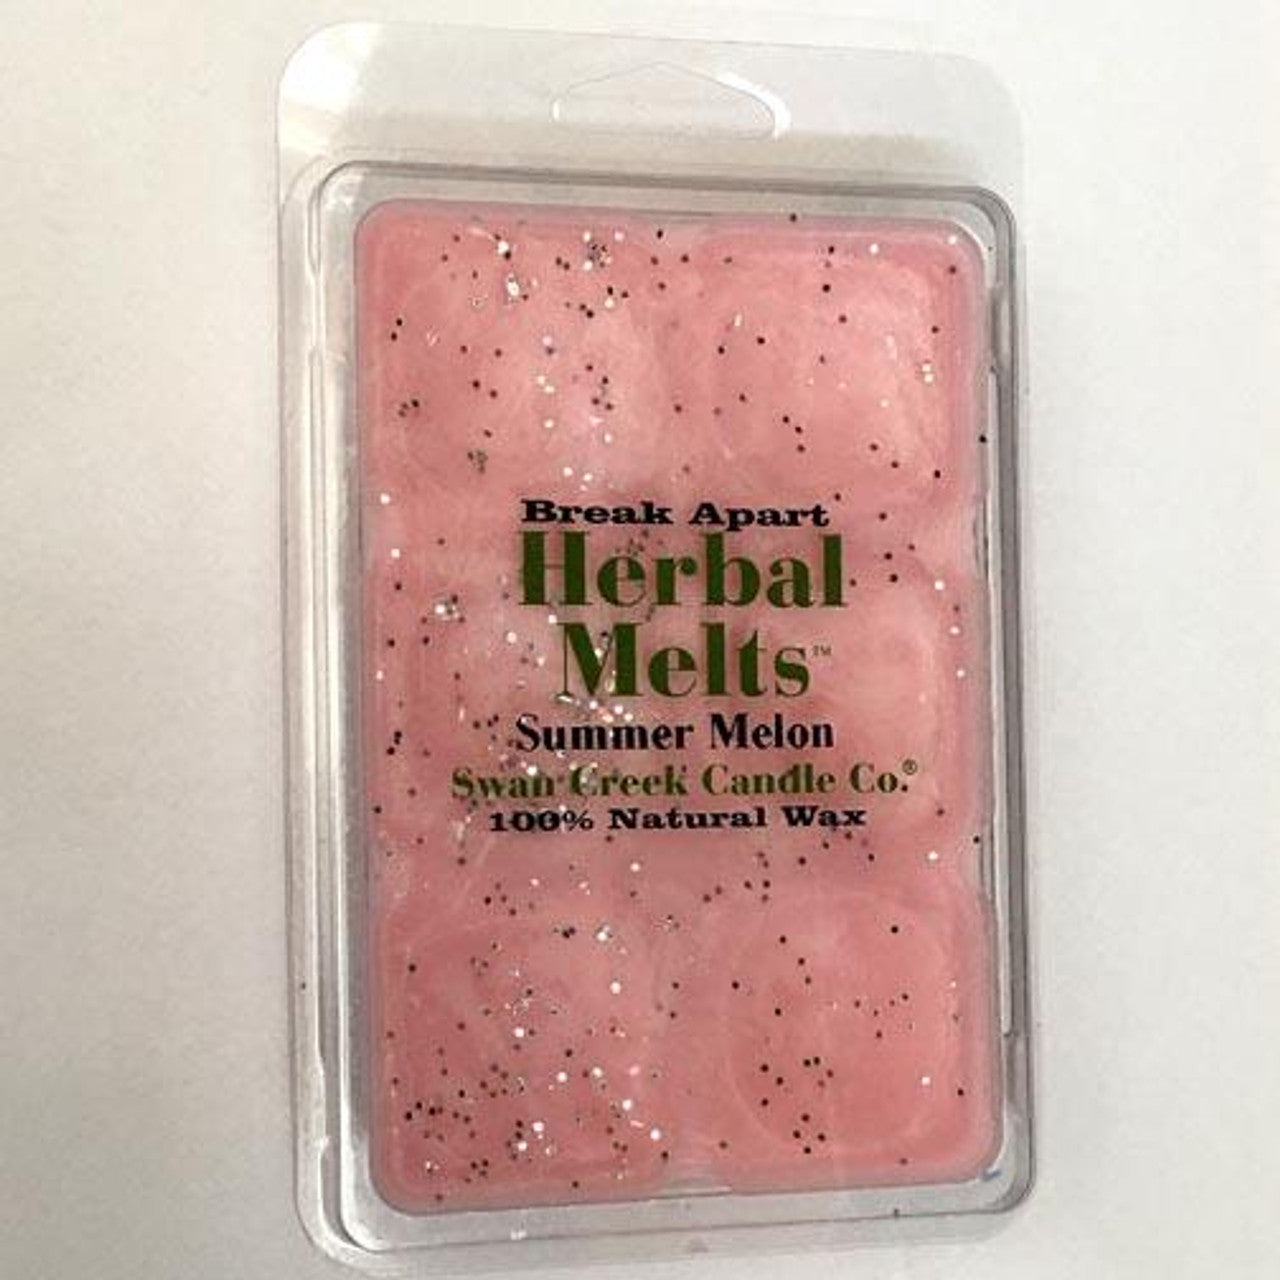 Break Apart
Herbal
Melts™
Summer Melon
Swan Creek Candle Co.®
100% Natural Wax